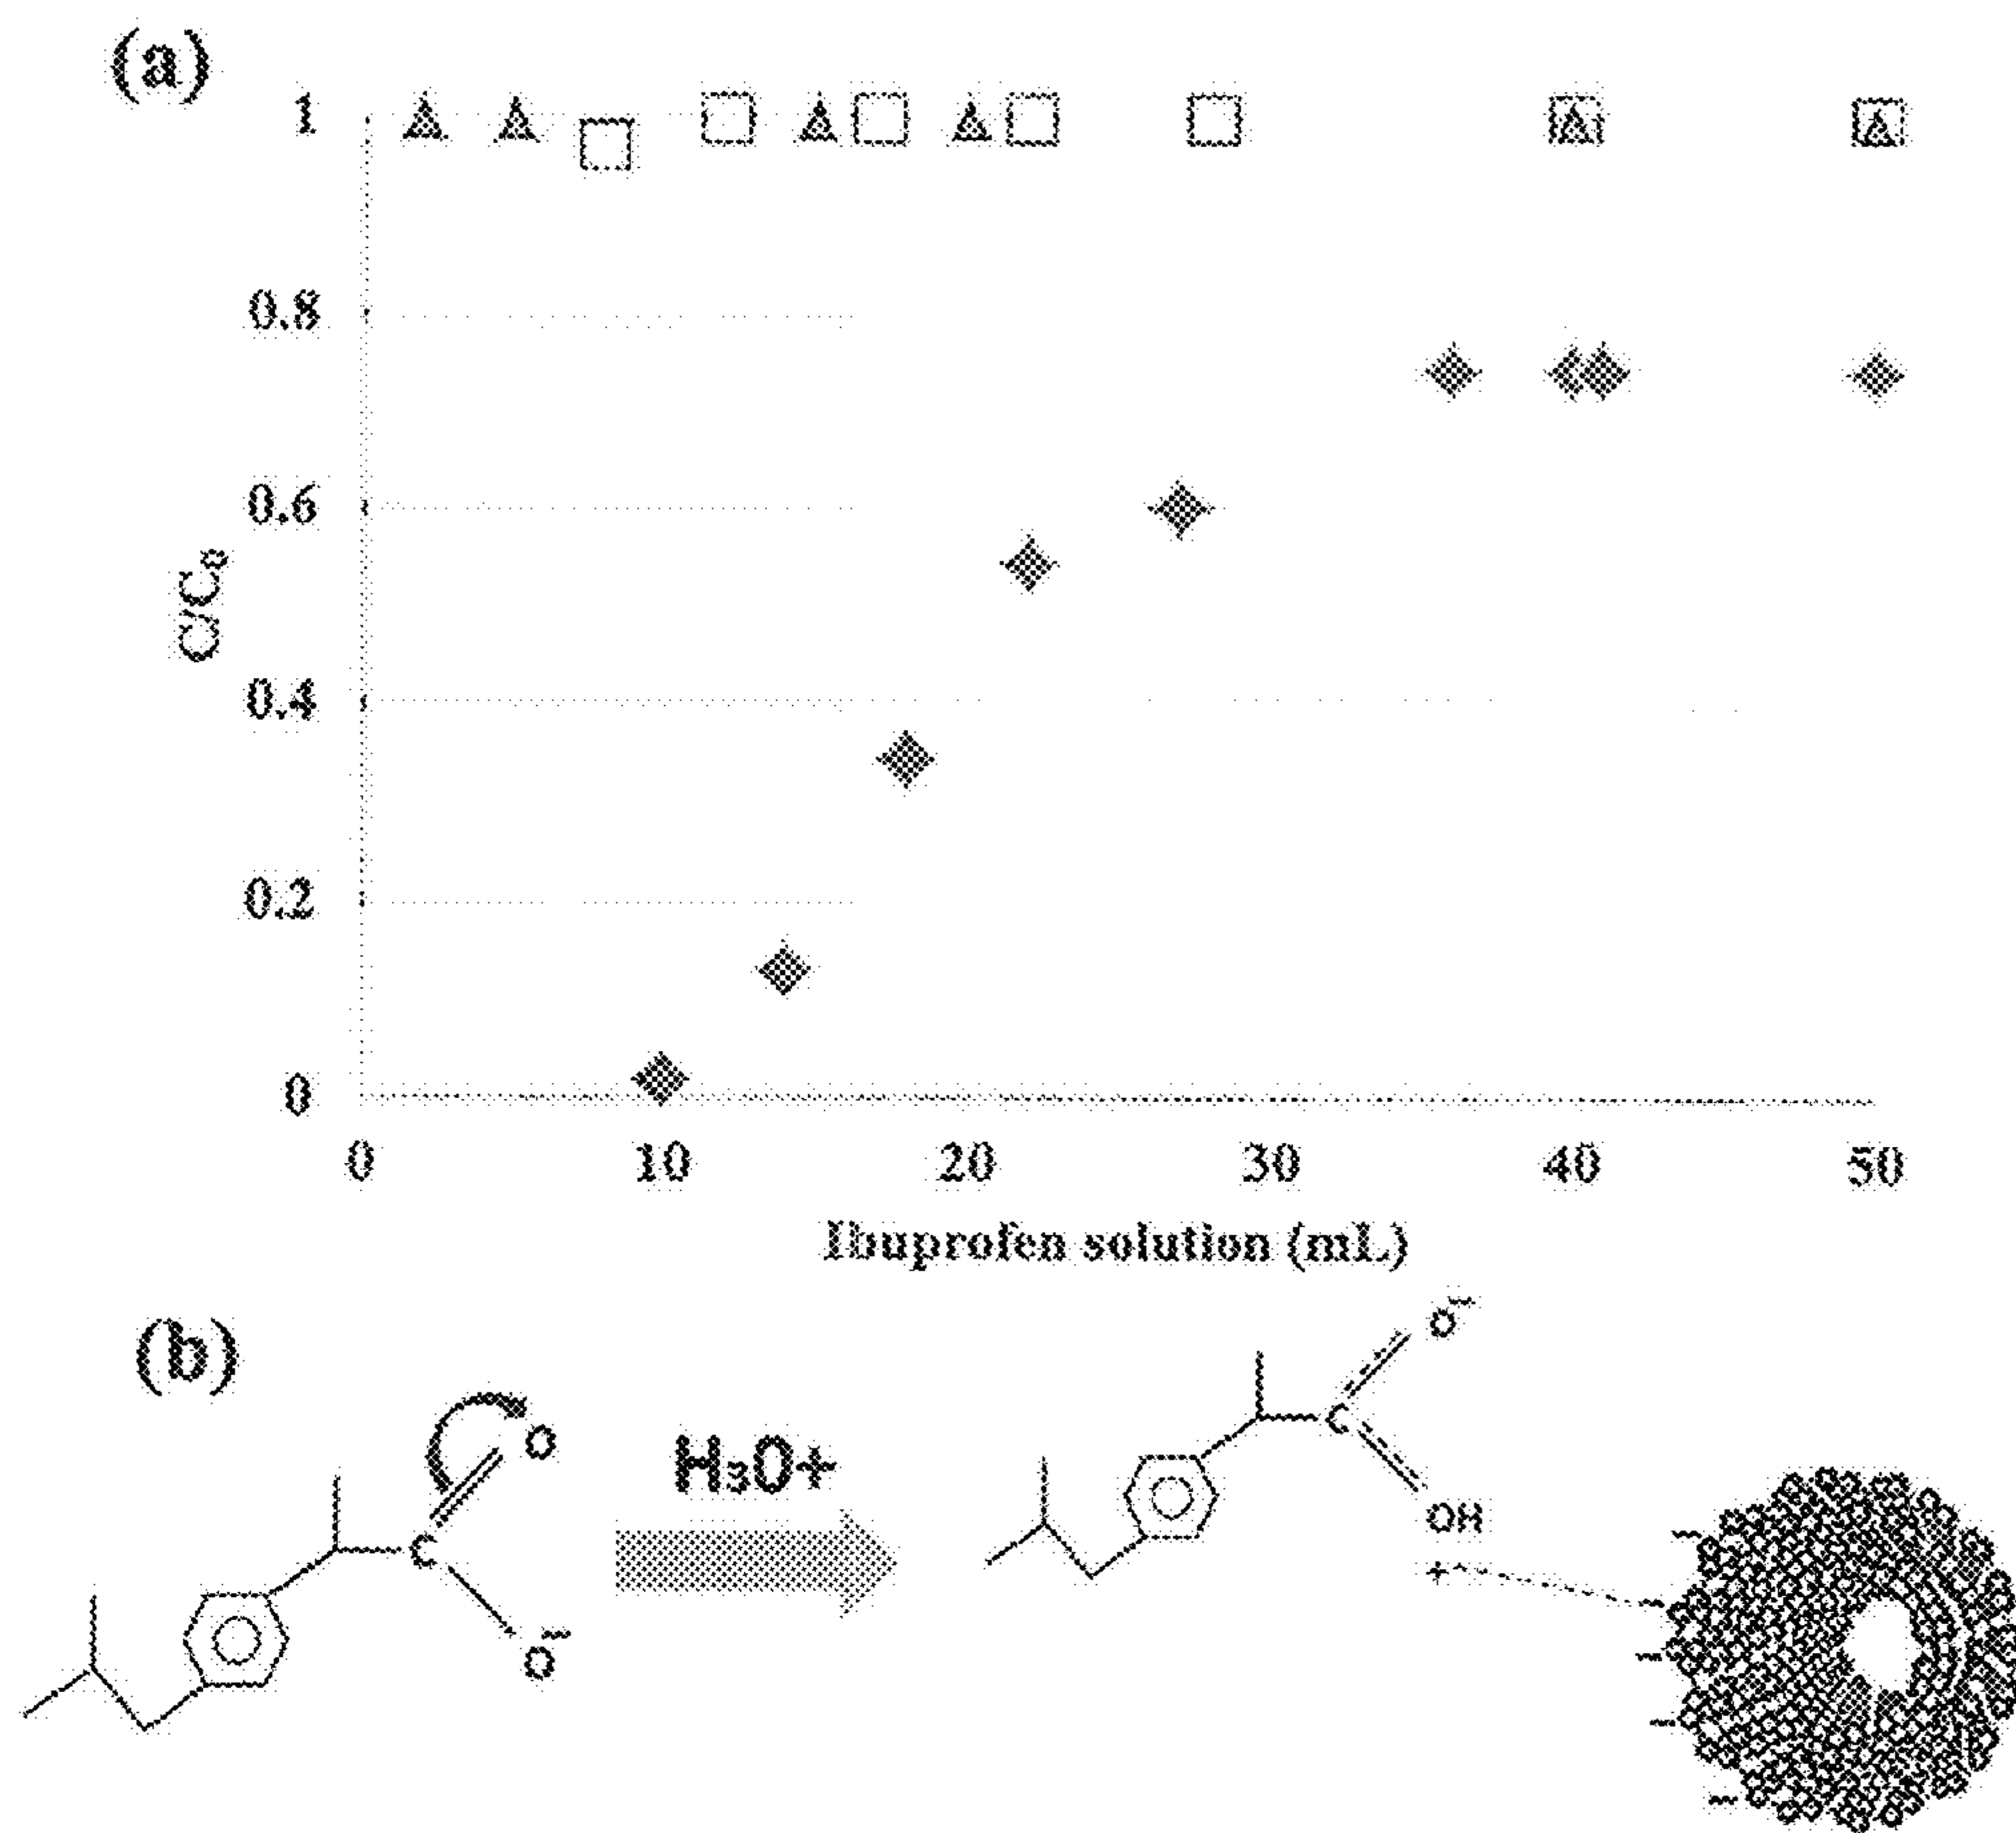 (a)
1
0.8
0.6
0.4
0.2
0
C/C₀
0 10 20 30 40 50
Ibuprofen solution (mL)
(b)
O
C
O⁻
H₃O+
O⁻
C
OH
+